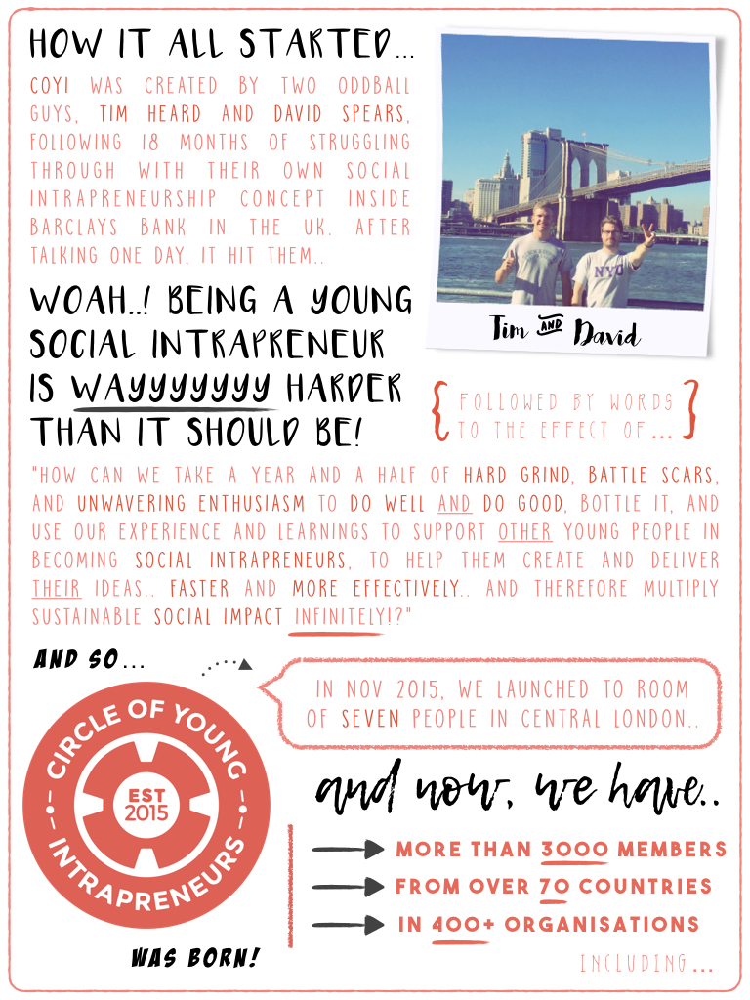 HOW IT ALL STARTED...
COYI WAS CREATED BY TWO ODDBALL
GUYS, TIM HEARD AND DAVID SPEARS,
FOLLOWING 18 MONTHS OF STRUGGLING
THROUGH WITH THEIR OWN SOCIAL
INTRAPRENEURSHIP CONCEPT INSIDE
BARCLAYS BANK IN THE UK. AFTER
TALKING ONE DAY, IT HIT THEM..
NYU
Tim AND David
WOAH..! BEING A YOUNG
SOCIAL INTRAPRENEUR
IS WAYYYYYYYY HARDER
THAN IT SHOULD BE!
{ FOLLOWED BY WORDS
TO THE EFFECT OF... }
"HOW CAN WE TAKE A YEAR AND A HALF OF HARD GRIND, BATTLE SCARS,
AND UNWAVERING ENTHUSIASM TO DO WELL AND DO GOOD, BOTTLE IT, AND
USE OUR EXPERIENCE AND LEARNINGS TO SUPPORT OTHER YOUNG PEOPLE IN
BECOMING SOCIAL INTRAPRENEURS, TO HELP THEM CREATE AND DELIVER
THEIR IDEAS.. FASTER AND MORE EFFECTIVELY.. AND THEREFORE MULTIPLY
SUSTAINABLE SOCIAL IMPACT INFINITELY!?"
AND SO...
IN NOV 2015, WE LAUNCHED TO ROOM
OF SEVEN PEOPLE IN CENTRAL LONDON..
CIRCLE OF YOUNG
EST
2015
INTRAPRENEURS
WAS BORN!
and now, we have..
MORE THAN 3000 MEMBERS
FROM OVER 70 COUNTRIES
IN 400+ ORGANISATIONS
INCLUDING...